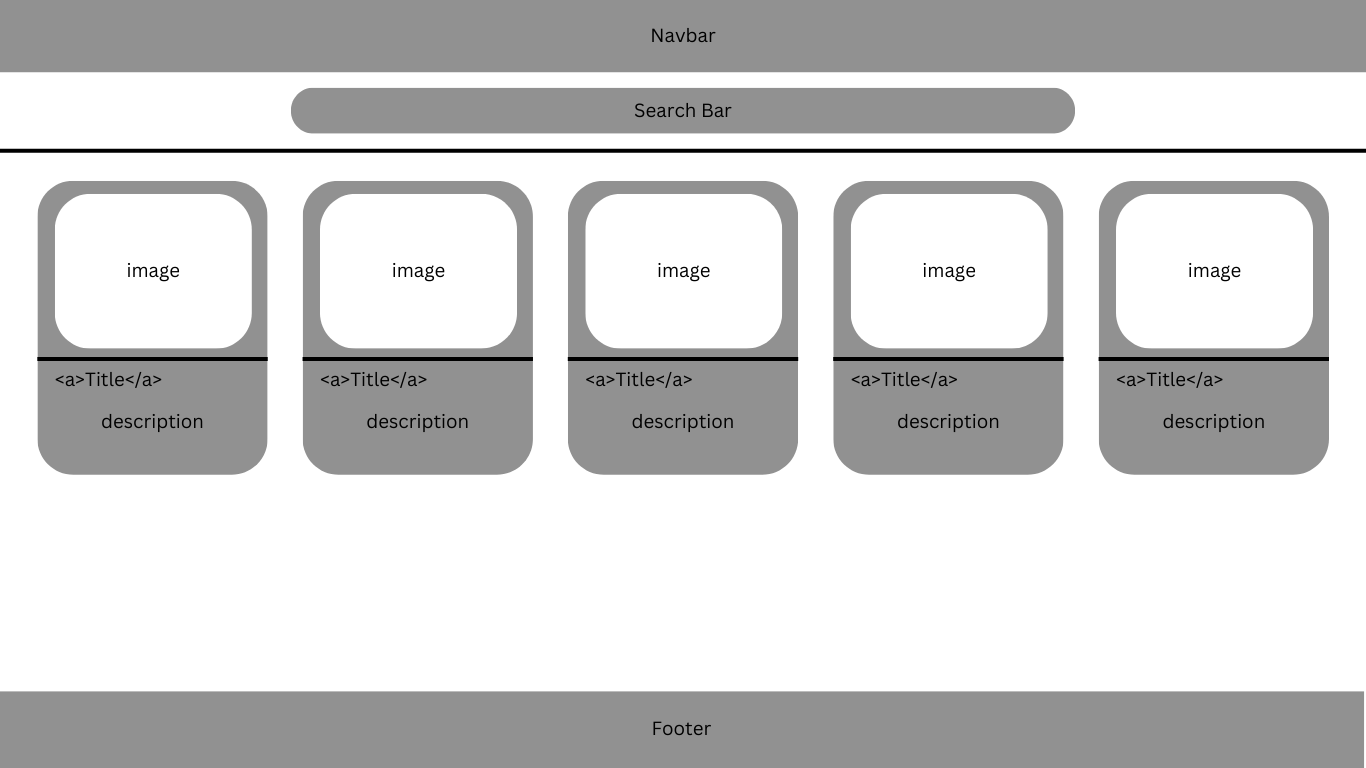 Navbar
Search Bar
image
image
image
image
image
<a>Title</a>
<a>Title</a>
<a>Title</a>
<a>Title</a>
<a>Title</a>
description
description
description
description
description
Footer